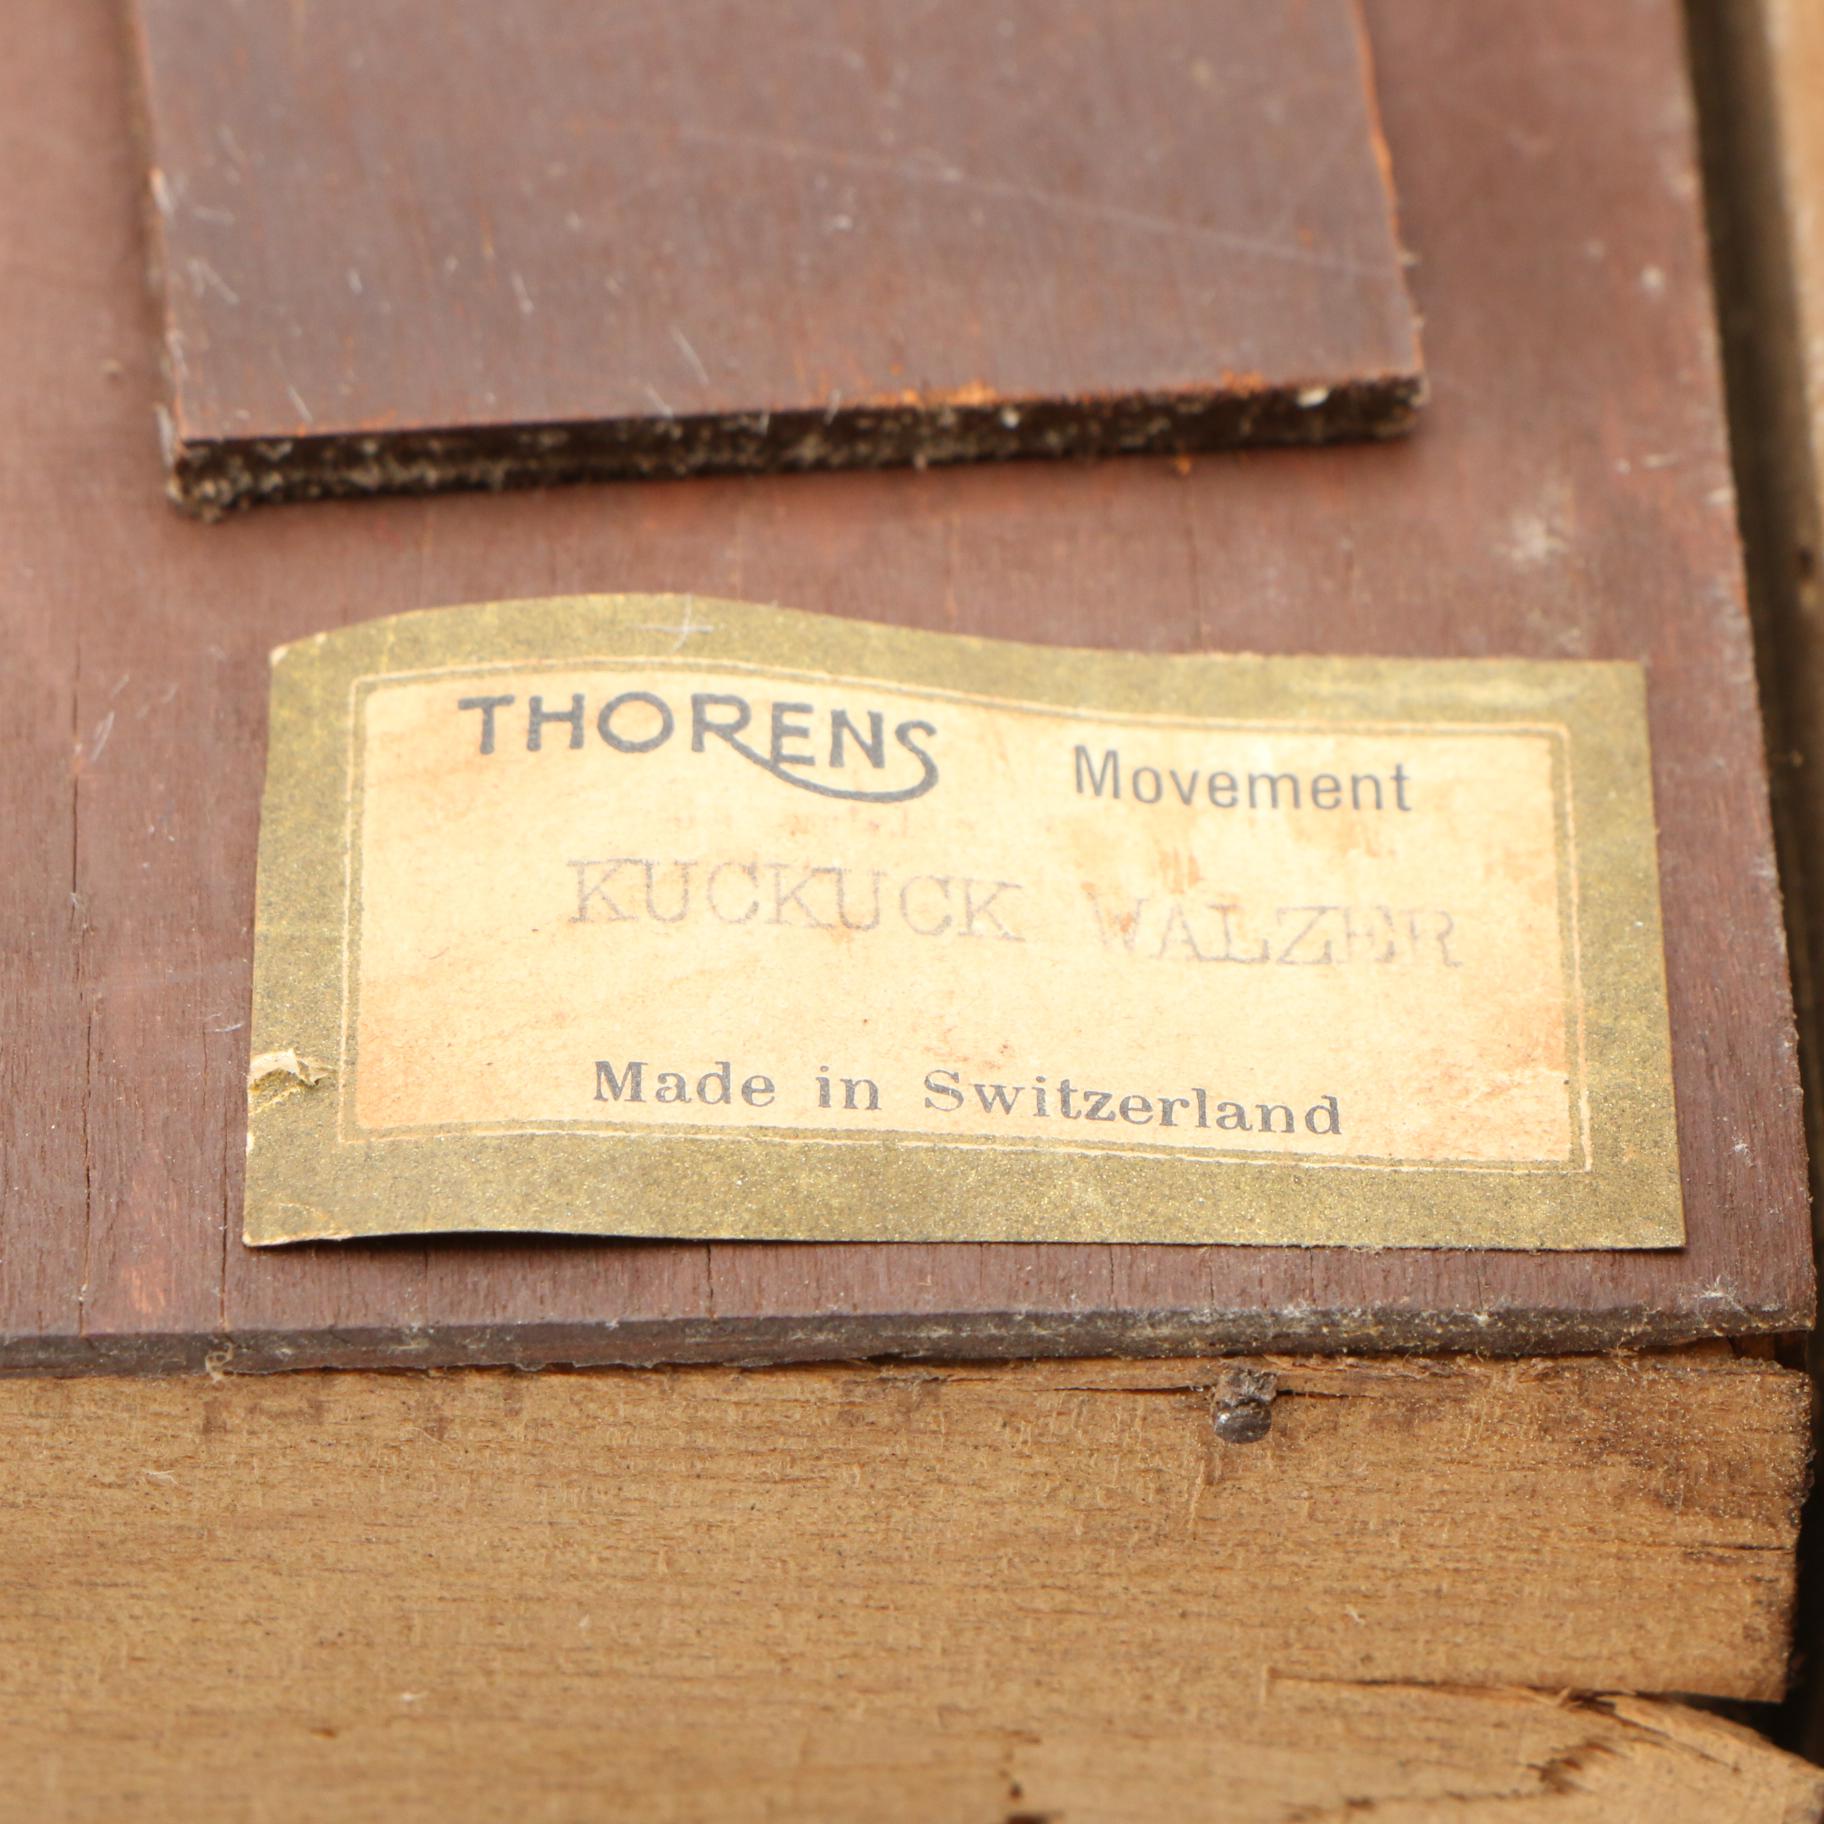 THORENS Movement
KUCKUCK WALZER
Made in Switzerland